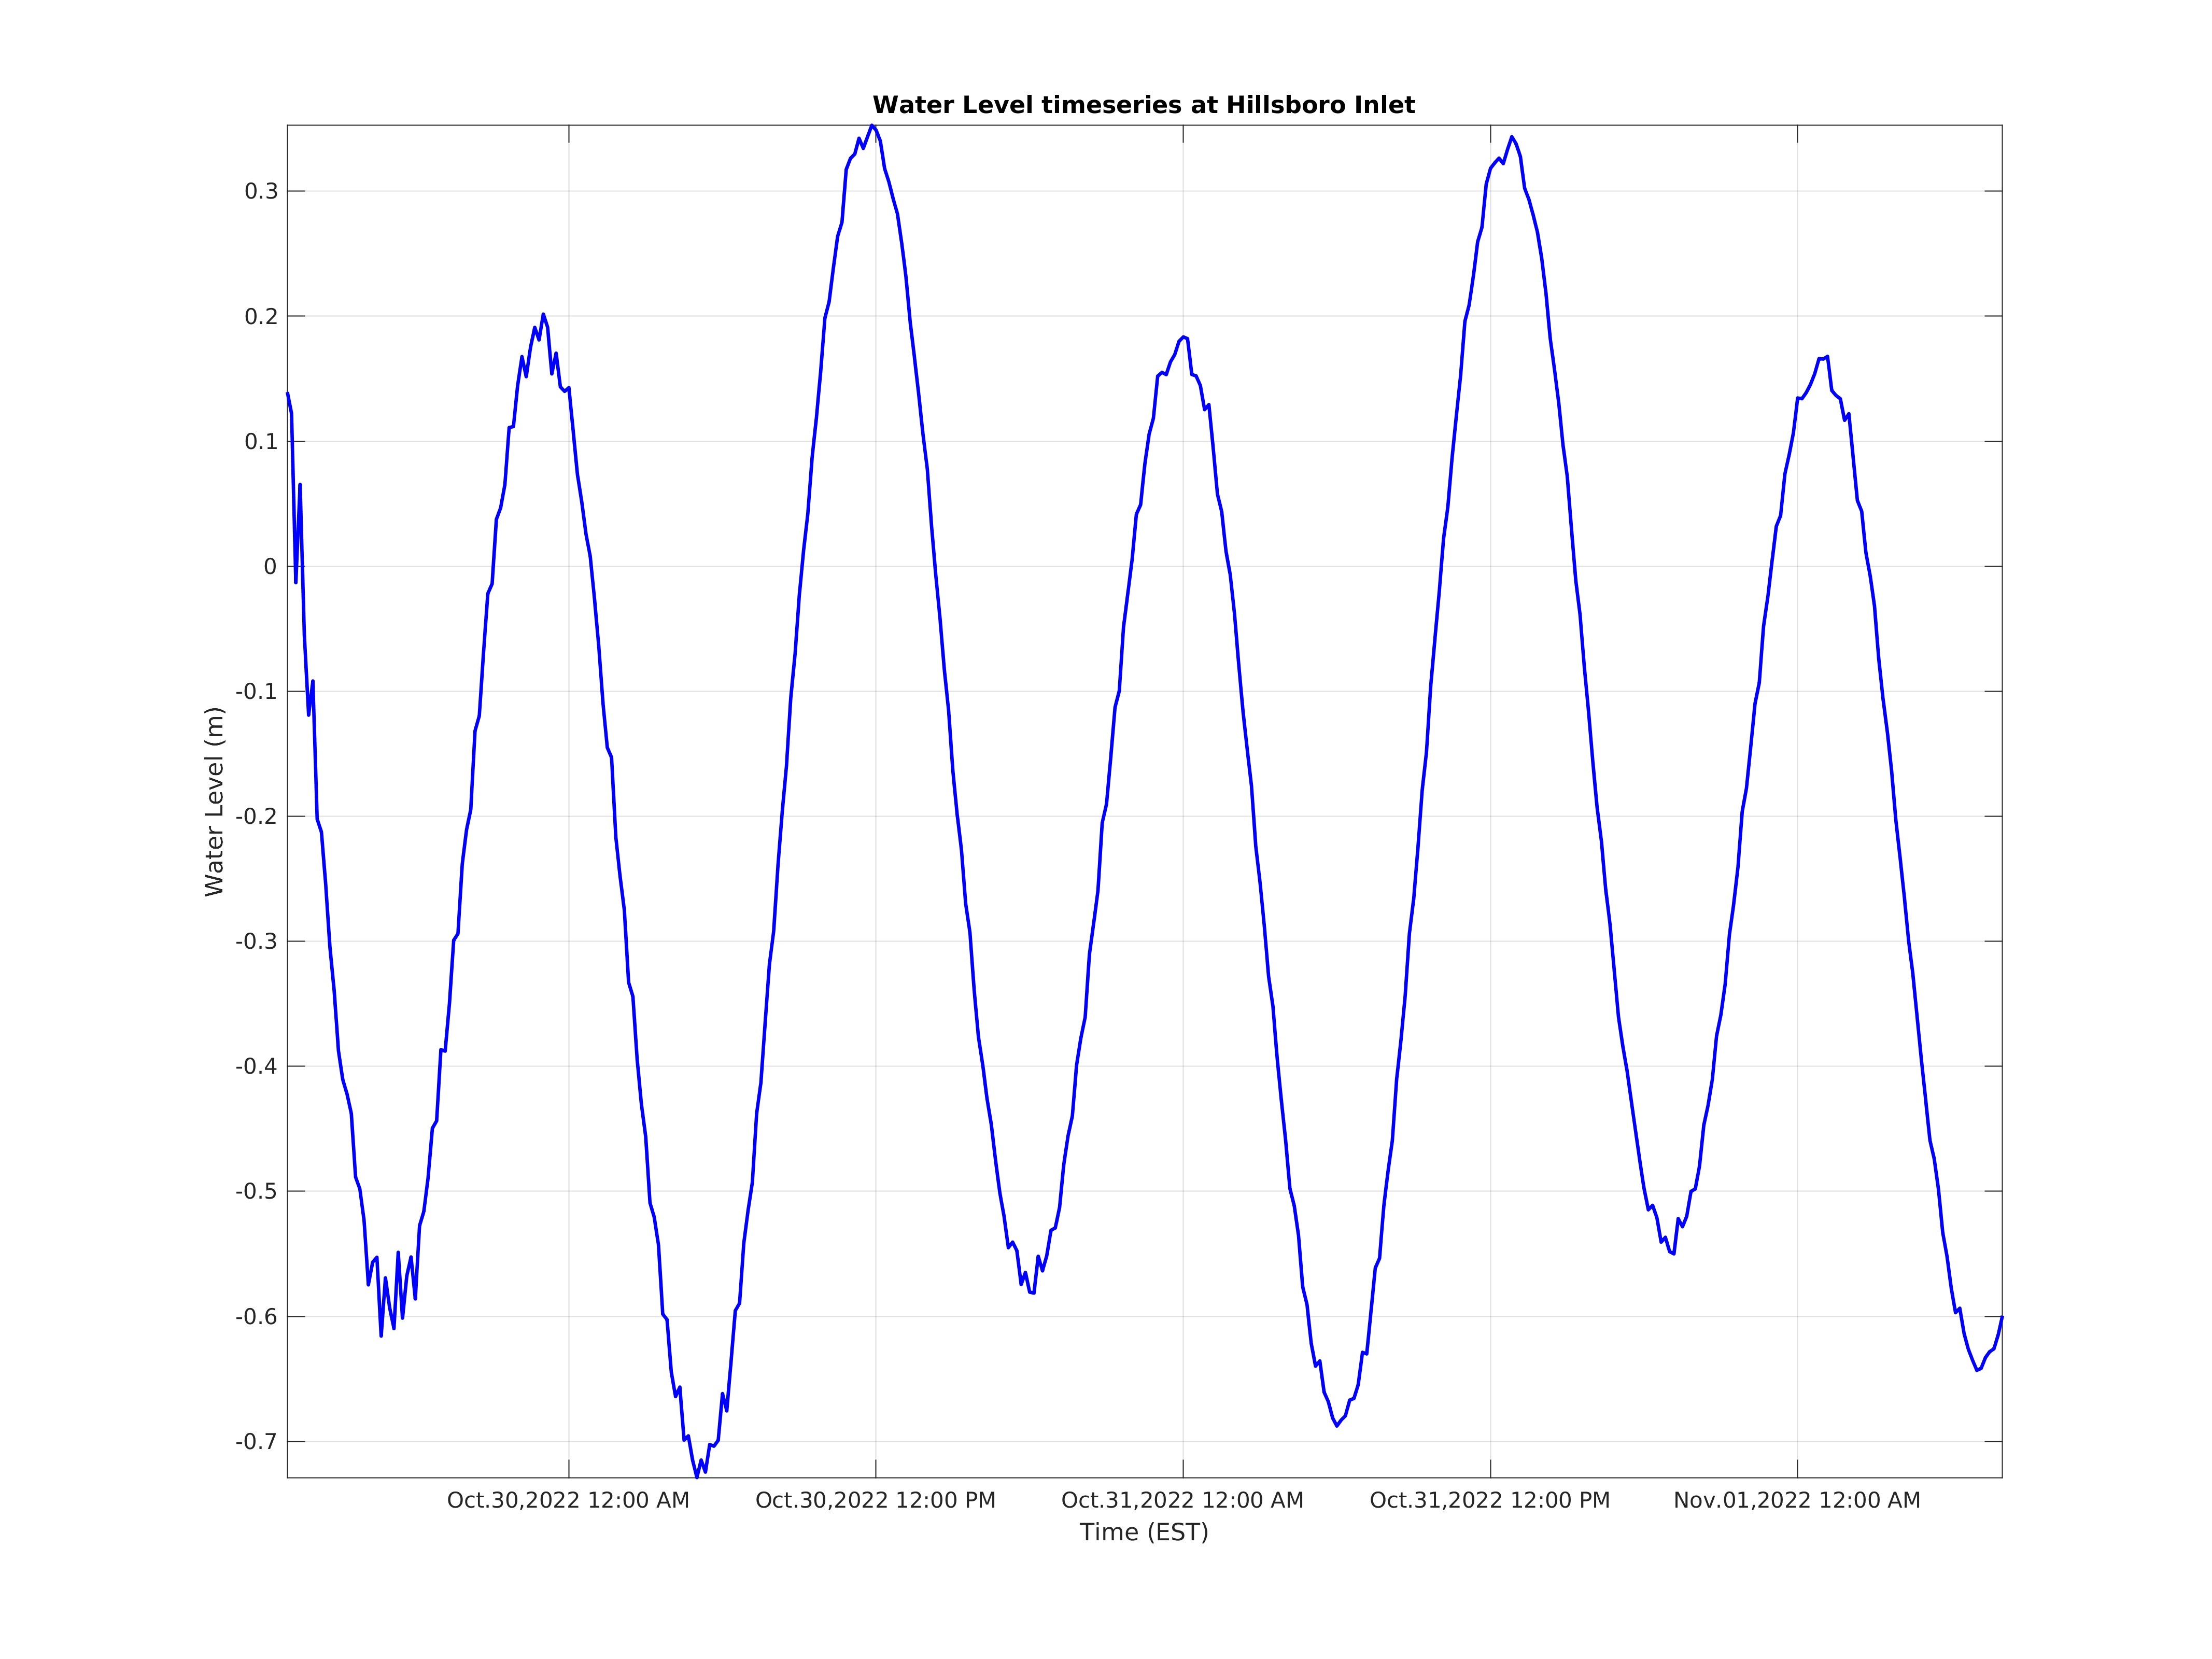 Water Level timeseries at Hillsboro Inlet
0.3
0.2
0.1
0
-0.1
-0.2
-0.3
-0.4
-0.5
-0.6
-0.7
Water Level (m)
Oct.30,2022 12:00 AM
Oct.30,2022 12:00 PM
Oct.31,2022 12:00 AM
Oct.31,2022 12:00 PM
Nov.01,2022 12:00 AM
Time (EST)